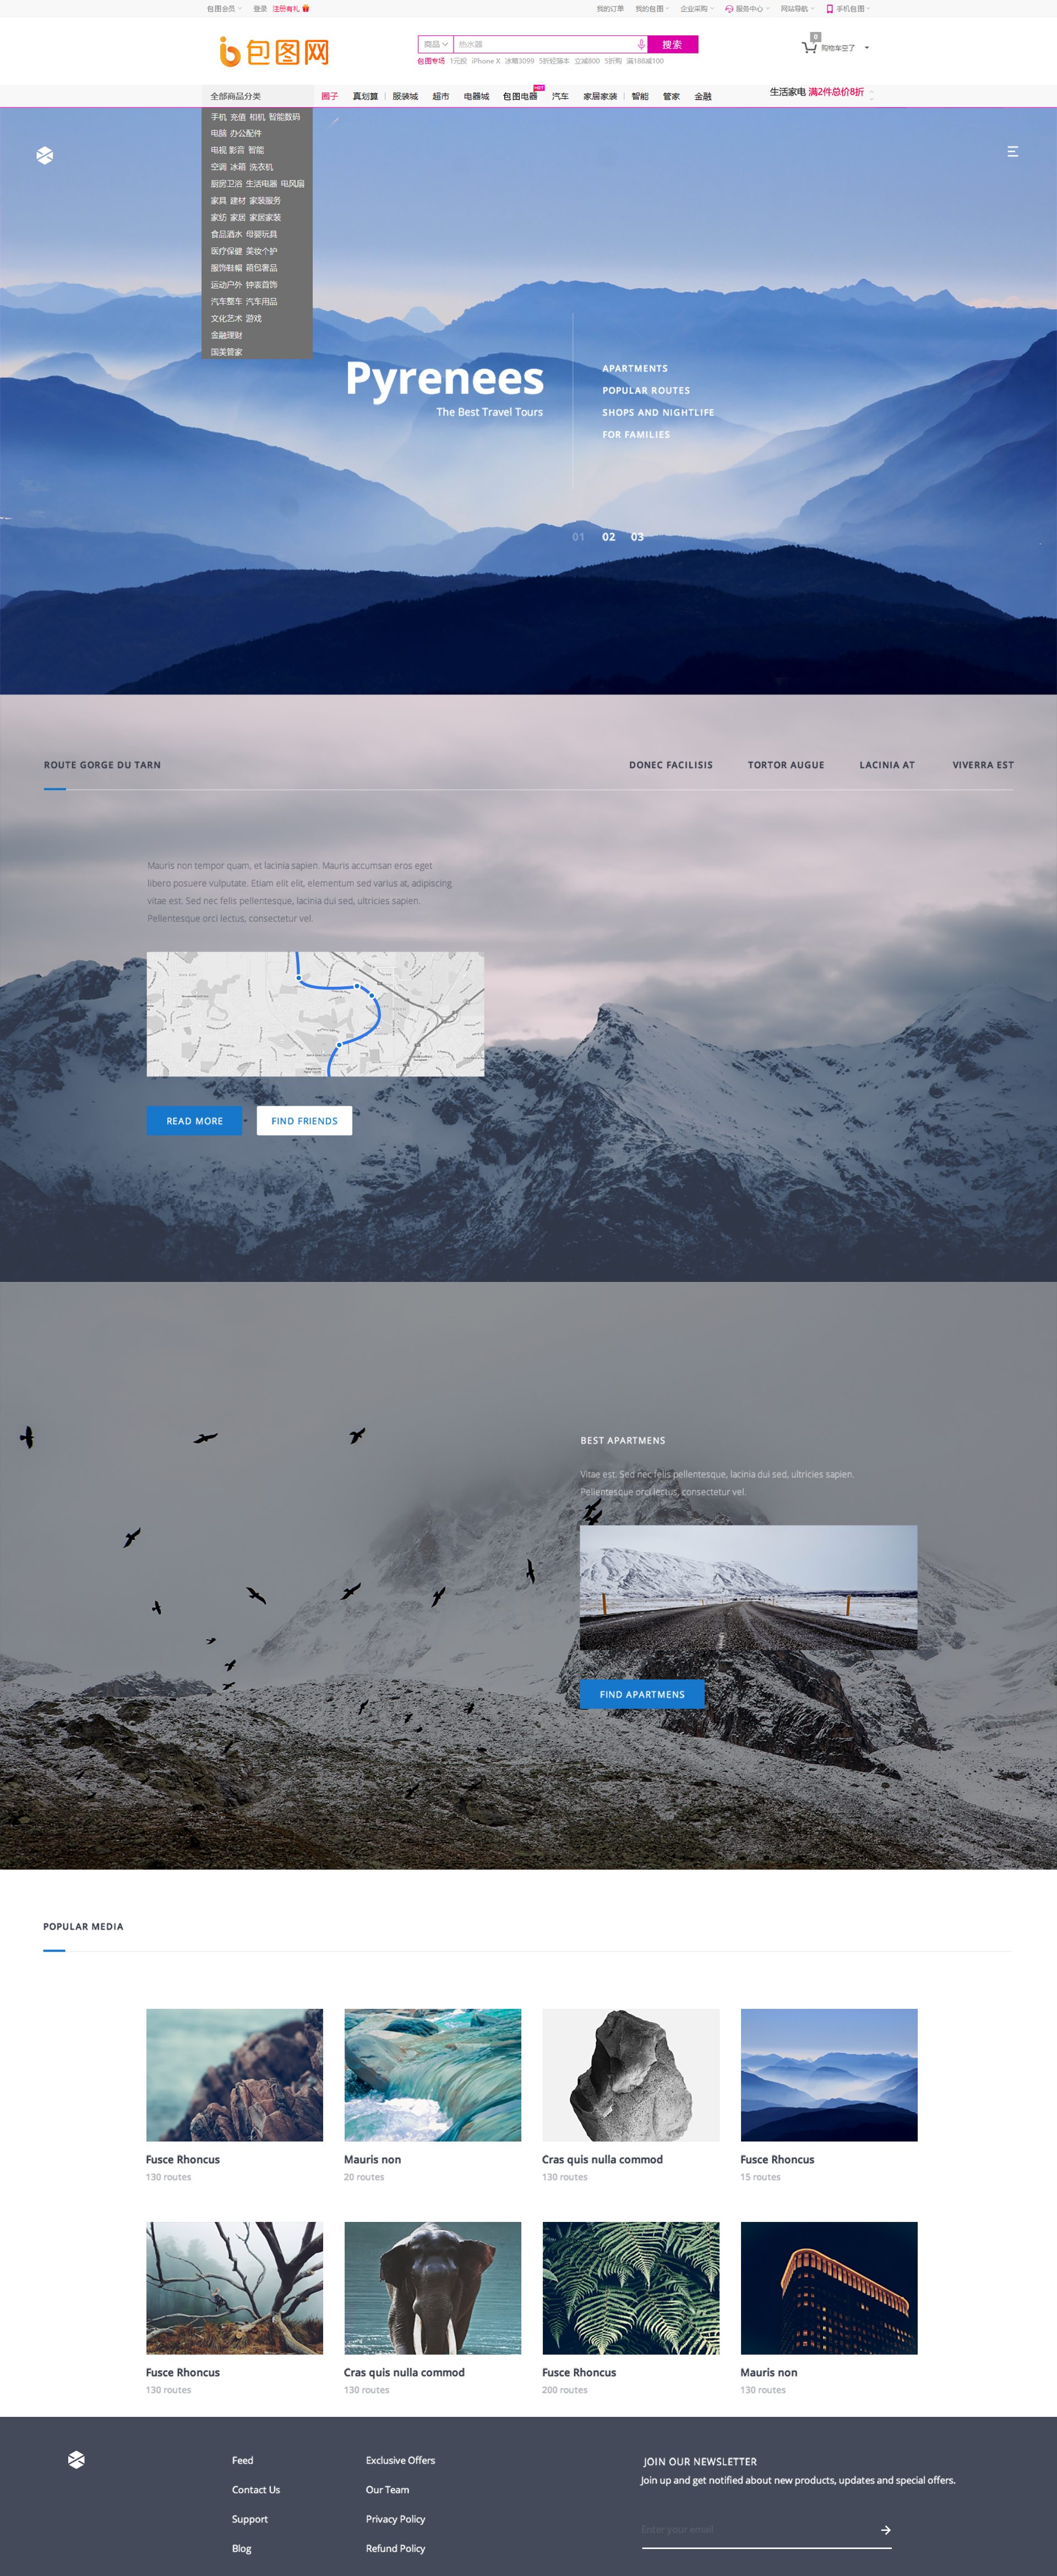 包图会员 登录 注册有礼 我的订单 我的包图 企业采购 服务中心 网站导航 手机包图
包图网
商品 热水器 搜索
0 购物车空了
包图专场 1元投 iPhone X 冰箱3099 5折轻薄本 立减800 5折购 满188减100
全部商品分类 圈子 真划算 服装城 超市 电器城 包图电器 HOT 汽车 家居家装 智能 管家 金融
生活家电 满2件总价8折
手机 充值 相机 智能数码
电脑 办公配件
电视 影音 智能
空调 冰箱 洗衣机
厨房卫浴 生活电器 电风扇
家具 建材 家装服务
家纺 家居 家居家装
食品酒水 母婴玩具
医疗保健 美妆个护
服饰鞋帽 箱包奢品
运动户外 钟表首饰
汽车整车 汽车用品
文化艺术 游戏
金融理财
国美管家
Pyrenees
The Best Travel Tours
APARTMENTS
POPULAR ROUTES
SHOPS AND NIGHTLIFE
FOR FAMILIES
01 02 03
ROUTE GORGE DU TARN DONEC FACILISIS TORTOR AUGUE LACINIA AT VIVERRA EST
Mauris non tempor quam, et lacinia sapien. Mauris accumsan eros eget
libero posuere vulputate. Etiam elit elit, elementum sed varius at, adipiscing
vitae est. Sed nec felis pellentesque, lacinia dui sed, ultricies sapien.
Pellentesque orci lectus, consectetur vel.
READ MORE FIND FRIENDS
BEST APARTMENS
Vitae est. Sed nec felis pellentesque, lacinia dui sed, ultricies sapien.
Pellentesque orci lectus, consectetur vel.
FIND APARTMENS
POPULAR MEDIA
Fusce Rhoncus Mauris non Cras quis nulla commod Fusce Rhoncus
130 routes 20 routes 130 routes 15 routes
Fusce Rhoncus Cras quis nulla commod Fusce Rhoncus Mauris non
130 routes 130 routes 200 routes 130 routes
Feed Exclusive Offers
Contact Us Our Team
Support Privacy Policy
Blog Refund Policy
JOIN OUR NEWSLETTER
Join up and get notified about new products, updates and special offers.
Enter your email